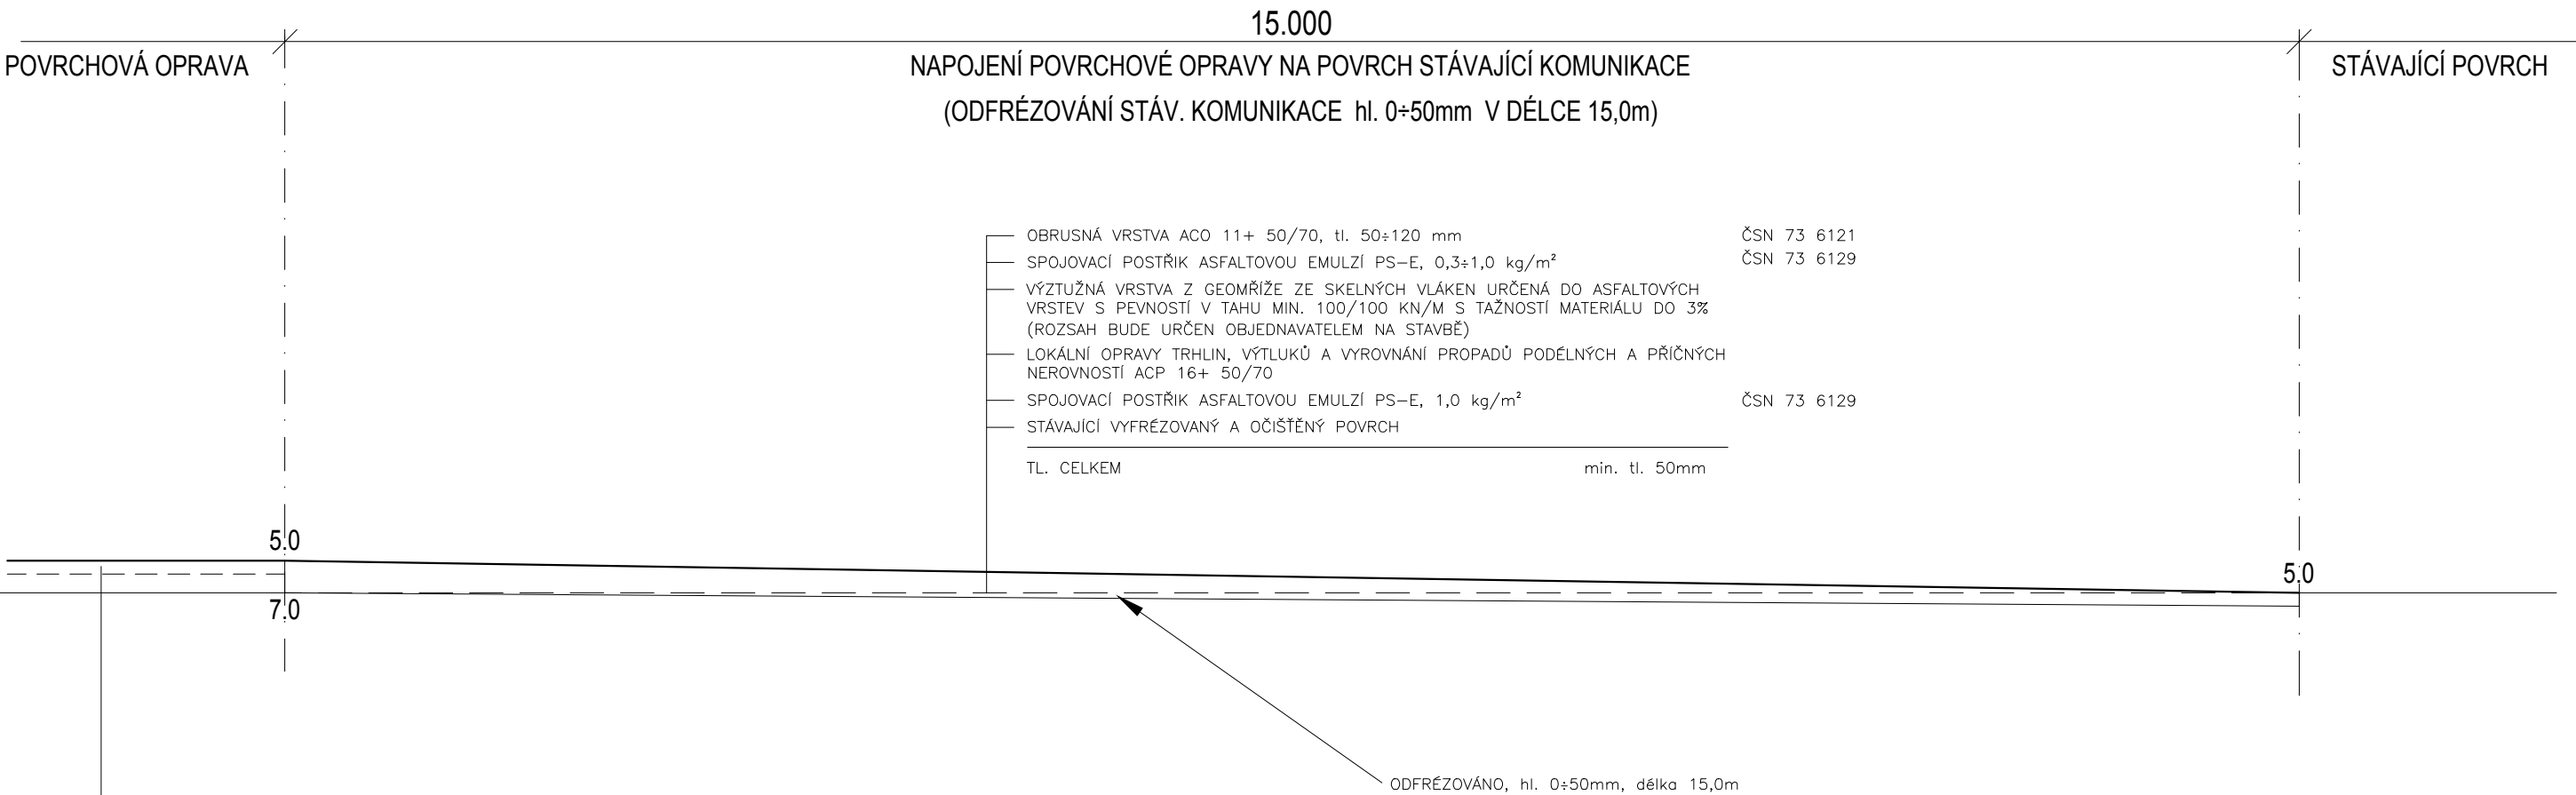 15.000
POVRCHOVÁ OPRAVA
NAPOJENÍ POVRCHOVÉ OPRAVY NA POVRCH STÁVAJÍCÍ KOMUNIKACE
STÁVAJÍCÍ POVRCH
(ODFRÉZOVÁNÍ STÁV. KOMUNIKACE hl. 0÷50mm V DÉLCE 15,0m)
OBRUSNÁ VRSTVA ACO 11+ 50/70, tl. 50÷120 mm ČSN 73 6121
SPOJOVACÍ POSTŘIK ASFALTOVOU EMULZÍ PS-E, 0,3÷1,0 kg/m² ČSN 73 6129
VÝZTUŽNÁ VRSTVA Z GEOMŘÍŽE ZE SKELNÝCH VLÁKEN URČENÁ DO ASFALTOVÝCH
VRSTEV S PEVNOSTÍ V TAHU MIN. 100/100 KN/M S TAŽNOSTÍ MATERIÁLU DO 3%
(ROZSAH BUDE URČEN OBJEDNAVATELEM NA STAVBĚ)
LOKÁLNÍ OPRAVY TRHLIN, VÝTLUKŮ A VYROVNÁNÍ PROPADŮ PODÉLNÝCH A PŘÍČNÝCH
NEROVNOSTÍ ACP 16+ 50/70
SPOJOVACÍ POSTŘIK ASFALTOVOU EMULZÍ PS-E, 1,0 kg/m² ČSN 73 6129
STÁVAJÍCÍ VYFRÉZOVANÝ A OČIŠTĚNÝ POVRCH
TL. CELKEM min. tl. 50mm
5.0
5.0
7.0
ODFRÉZOVÁNO, hl. 0÷50mm, délka 15,0m